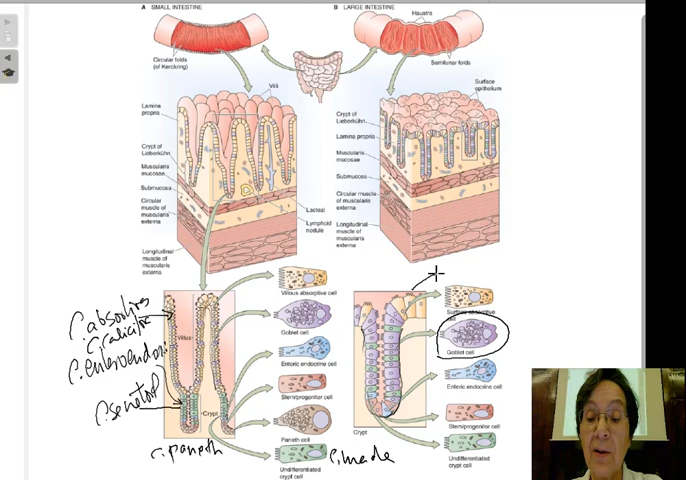 A SMALL INTESTINE
B LARGE INTESTINE
Haustra
Circular folds
(of Kerckring)
Semilunar folds
Villi
Surface
epithelium
Lamina
propria
Crypt of
Lieberkühn
Muscularis
mucosae
Submucosa
Circular
muscle of
muscularis
externa
Longitudinal
muscle of
muscularis
externa
Lacteal
Lymphoid
nodule
Crypt of
Lieberkühn
Lamina propria
Muscularis
mucosae
Submucosa
Circular muscle
of muscularis
externa
Longitudinal
muscle of
muscularis
externa
Villus
Crypt
Villous absorptive cell
Goblet cell
Enteric endocrine cell
Stem/progenitor cell
Paneth cell
Undifferentiated
crypt cell
Crypt
Surface absorptive
cell
Goblet cell
Enteric endocrine cell
Stem/progenitor cell
Undifferentiated
crypt cell
C. paneth
C. madre